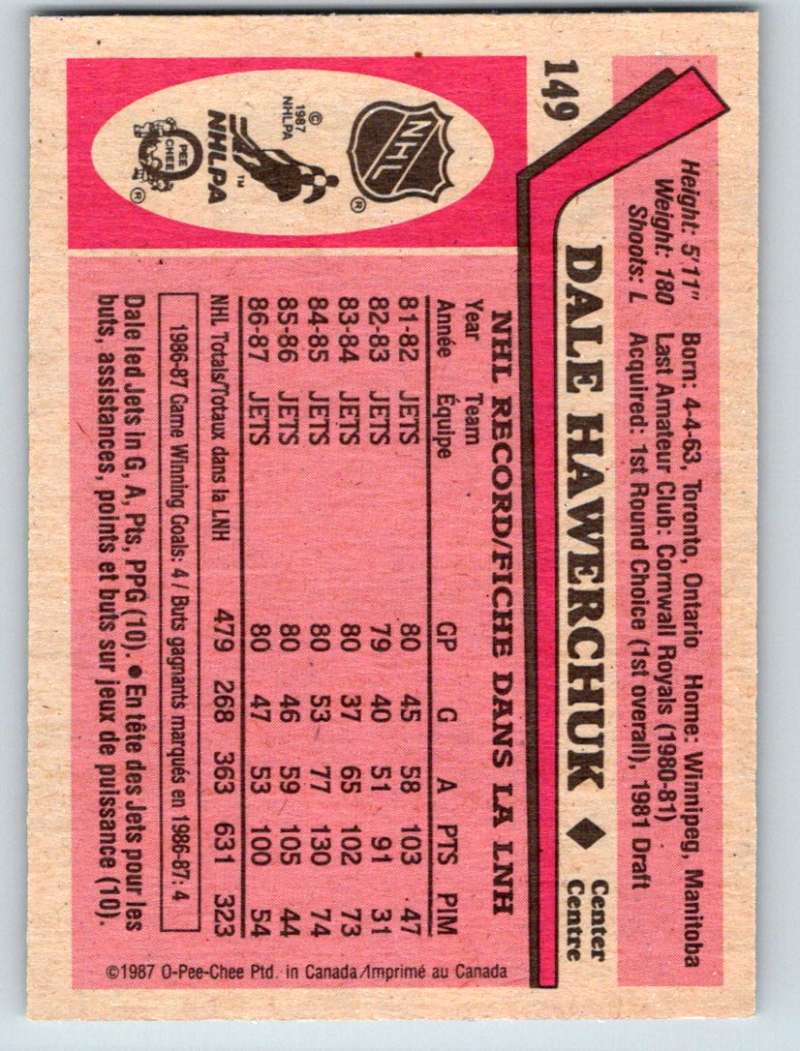 149
Height: 5'11" Born: 4-4-63, Toronto, Ontario Home: Winnipeg, Manitoba
Weight: 180 Last Amateur Club: Cornwall Royals (1980-81)
Shoots: L Acquired: 1st Round Choice (1st overall), 1981 Draft
DALE HAWERCHUK ◆ Center
Centre
NHL
®
© 1987 NHLPA
NHLPA
TM
O PEE CHEE
®
NHL RECORD/FICHE DANS LA LNH
Year Team GP G A PTS PIM
Année Équipe
81-82 JETS 80 45 58 103 47
82-83 JETS 79 40 51 91 31
83-84 JETS 80 37 65 102 73
84-85 JETS 80 53 77 130 74
85-86 JETS 80 46 59 105 44
86-87 JETS 80 47 53 100 54
NHL Totals/Totaux dans la LNH 479 268 363 631 323
1986-87 Game Winning Goals: 4 / Buts gagnants marqués en 1986-87: 4
Dale led Jets in G, A, Pts, PPG (10). ● En tête des Jets pour les
buts, assistances, points et buts sur jeux de puissance (10).
©1987 O-Pee-Chee Ptd. in Canada/Imprimé au Canada